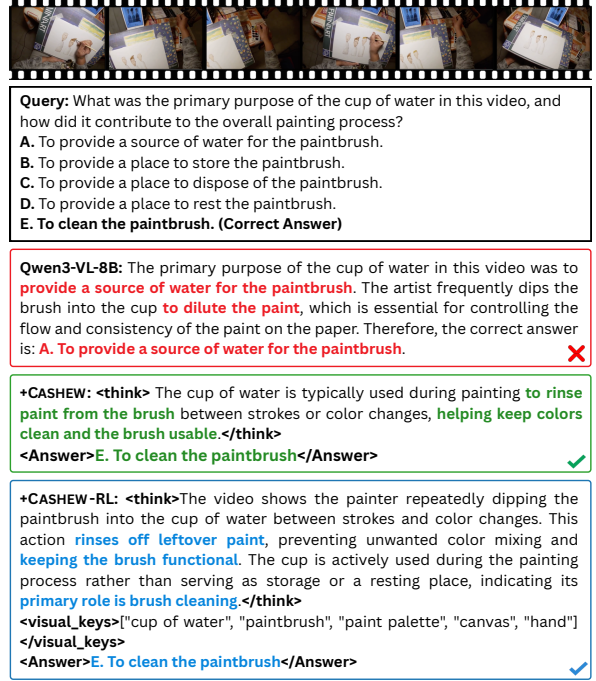 Query: What was the primary purpose of the cup of water in this video, and
how did it contribute to the overall painting process?
A. To provide a source of water for the paintbrush.
B. To provide a place to store the paintbrush.
C. To provide a place to dispose of the paintbrush.
D. To provide a place to rest the paintbrush.
E. To clean the paintbrush. (Correct Answer)
Qwen3-VL-8B: The primary purpose of the cup of water in this video was to
provide a source of water for the paintbrush. The artist frequently dips the
brush into the cup to dilute the paint, which is essential for controlling the
flow and consistency of the paint on the paper. Therefore, the correct answer
is: A. To provide a source of water for the paintbrush.
+CASHEW: <think> The cup of water is typically used during painting to rinse
paint from the brush between strokes or color changes, helping keep colors
clean and the brush usable.</think>
<Answer>E. To clean the paintbrush</Answer>
+CASHEW-RL: <think>The video shows the painter repeatedly dipping the
paintbrush into the cup of water between strokes and color changes. This
action rinses off leftover paint, preventing unwanted color mixing and
keeping the brush functional. The cup is actively used during the painting
process rather than serving as storage or a resting place, indicating its
primary role is brush cleaning.</think>
<visual_keys>["cup of water", "paintbrush", "paint palette", "canvas", "hand"]
</visual_keys>
<Answer>E. To clean the paintbrush</Answer>